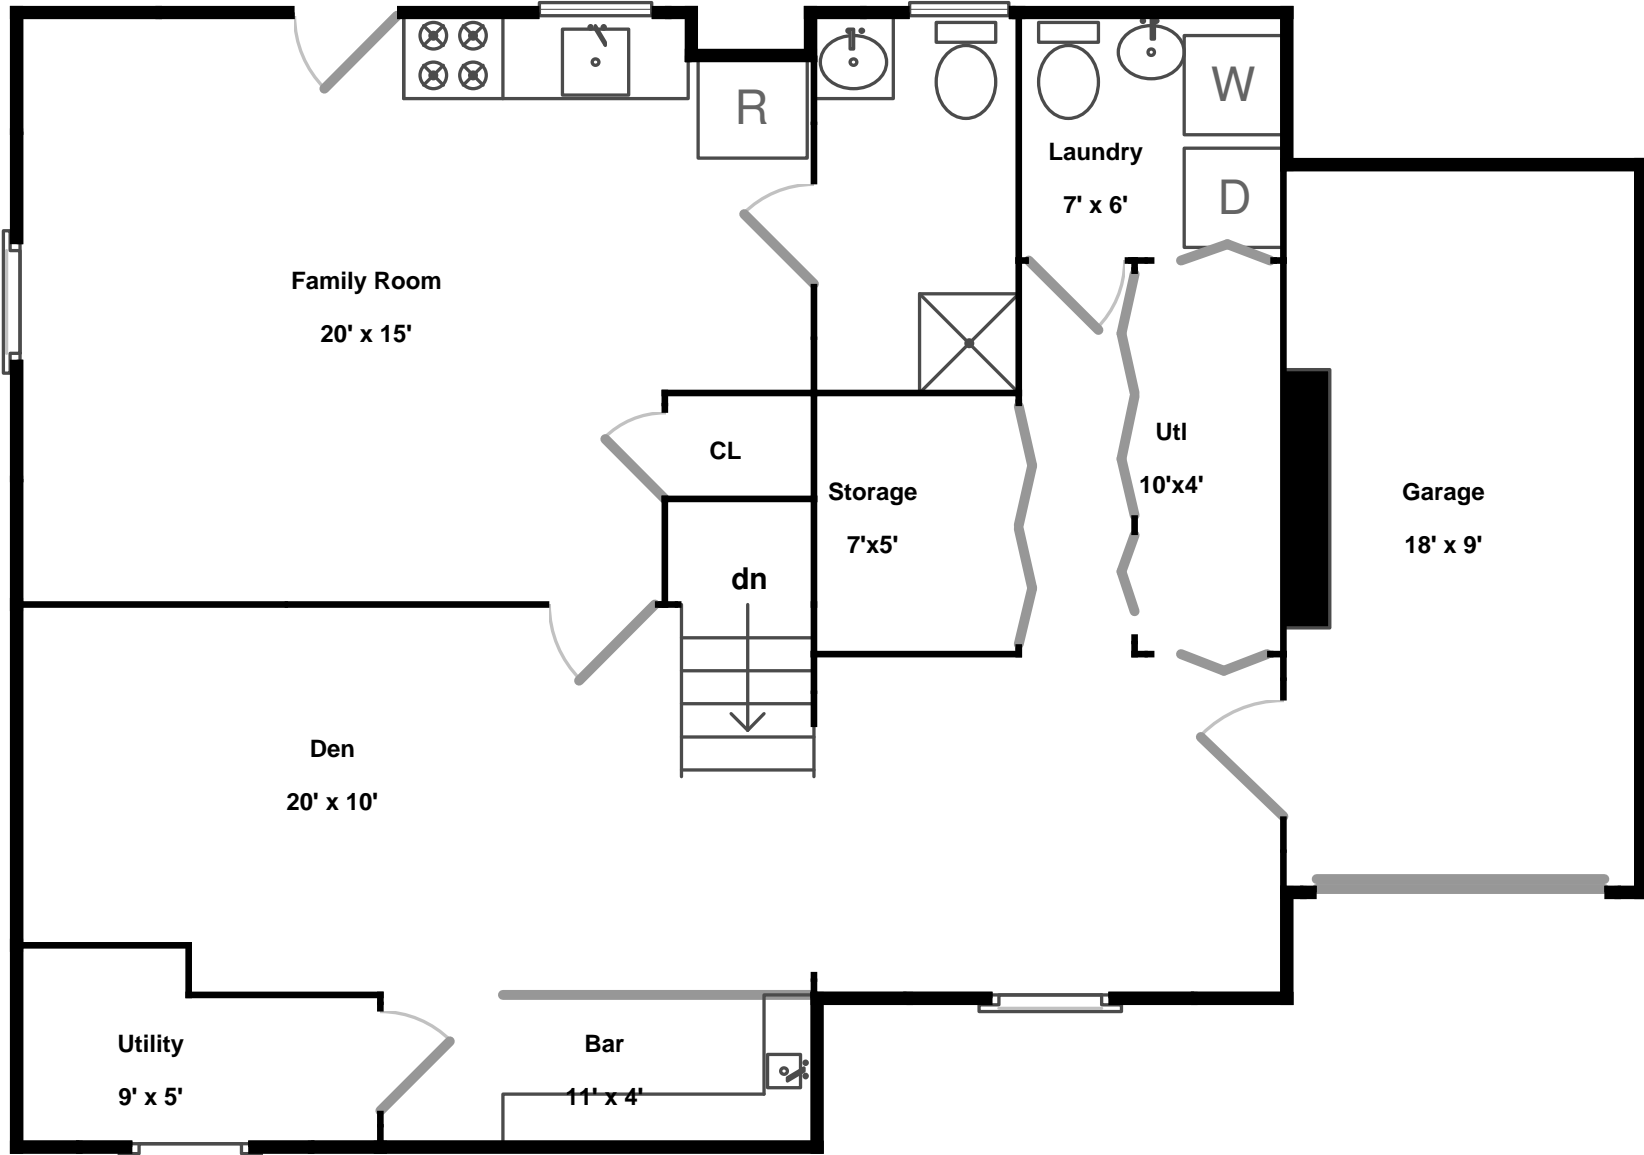 R
W
Laundry
7' x 6'
D
Family Room
20' x 15'
CL
Utl
10'x4'
Storage
7'x5'
Garage
18' x 9'
dn
Den
20' x 10'
Utility
9' x 5'
Bar
11' x 4'